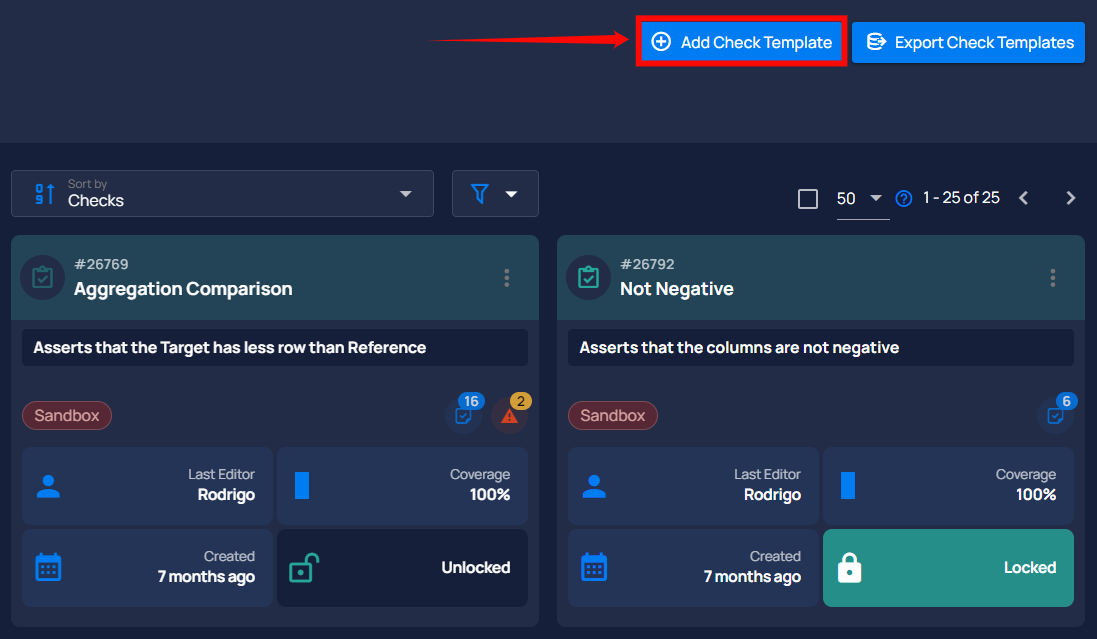 Add Check Template
Export Check Templates
Sort by
Checks
50
1 - 25 of 25
#26769
Aggregation Comparison
Asserts that the Target has less row than Reference
Sandbox
16
2
Last Editor
Rodrigo
Coverage
100%
Created
7 months ago
Unlocked
#26792
Not Negative
Asserts that the columns are not negative
Sandbox
6
Last Editor
Rodrigo
Coverage
100%
Created
7 months ago
Locked